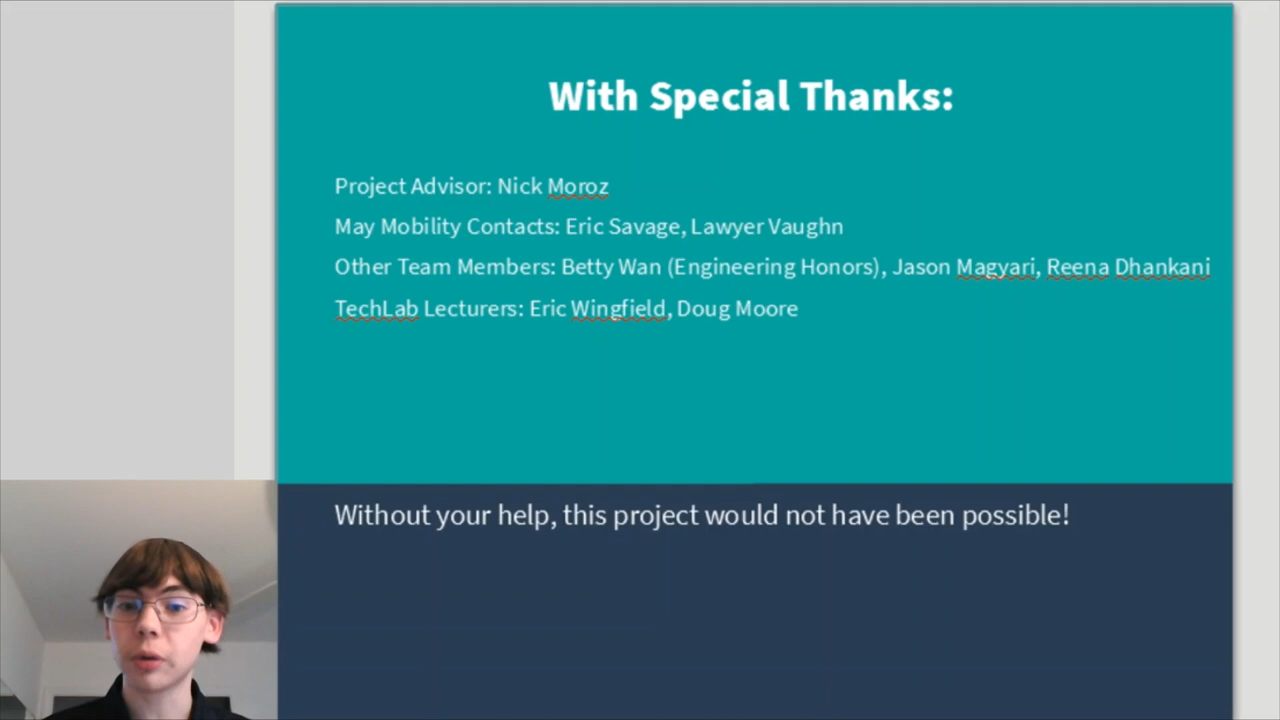 With Special Thanks:
Project Advisor: Nick Moroz
May Mobility Contacts: Eric Savage, Lawyer Vaughn
Other Team Members: Betty Wan (Engineering Honors), Jason Magyari, Reena Dhankani
TechLab Lecturers: Eric Wingfield, Doug Moore
Without your help, this project would not have been possible!